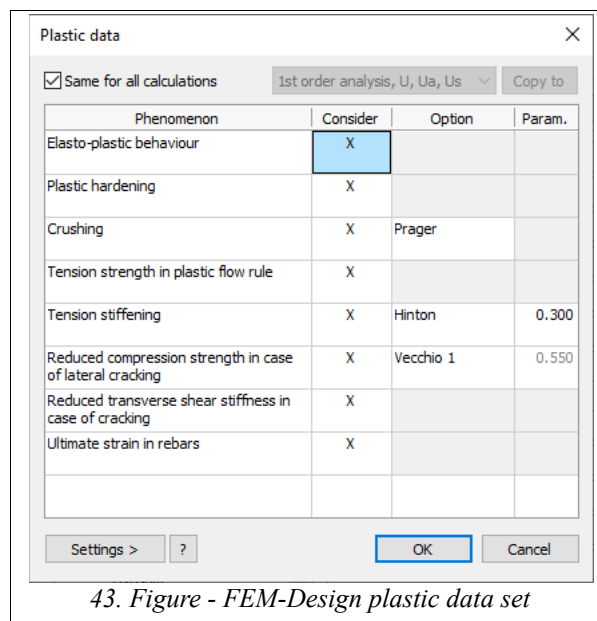 Plastic data
Same for all calculations 1st order analysis, U, Ua, Us Copy to
Phenomenon Consider Option Param.
Elasto-plastic behaviour X
Plastic hardening X
Crushing X Prager
Tension strength in plastic flow rule X
Tension stiffening X Hinton 0.300
Reduced compression strength in case X Vecchio 1 0.550
of lateral cracking
Reduced transverse shear stiffness in X
case of cracking
Ultimate strain in rebars X
Settings > ? OK Cancel
43. Figure - FEM-Design plastic data set